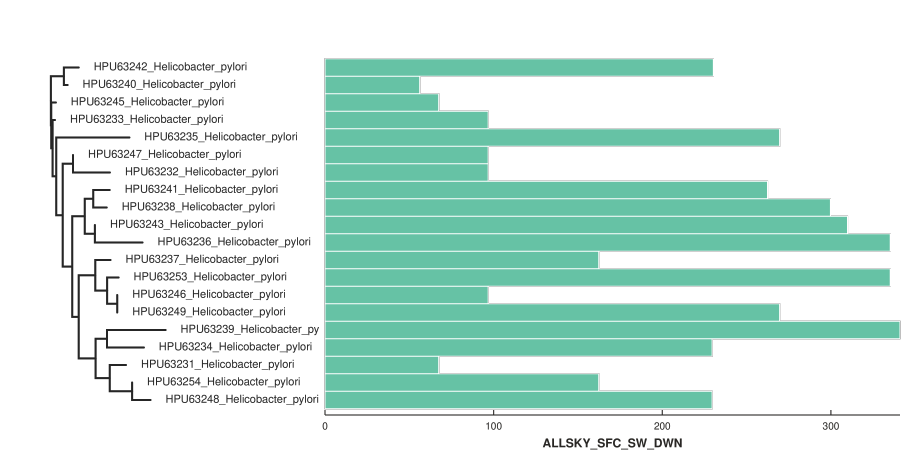 HPU63242_Helicobacter_pylori
HPU63240_Helicobacter_pylori
HPU63245_Helicobacter_pylori
HPU63233_Helicobacter_pylori
HPU63235_Helicobacter_pylori
HPU63247_Helicobacter_pylori
HPU63232_Helicobacter_pylori
HPU63241_Helicobacter_pylori
HPU63238_Helicobacter_pylori
HPU63243_Helicobacter_pylori
HPU63236_Helicobacter_pylori
HPU63237_Helicobacter_pylori
HPU63253_Helicobacter_pylori
HPU63246_Helicobacter_pylori
HPU63249_Helicobacter_pylori
HPU63239_Helicobacter_py
HPU63234_Helicobacter_pylori
HPU63231_Helicobacter_pylori
HPU63254_Helicobacter_pylori
HPU63248_Helicobacter_pylori
0 100 200 300
ALLSKY_SFC_SW_DWN